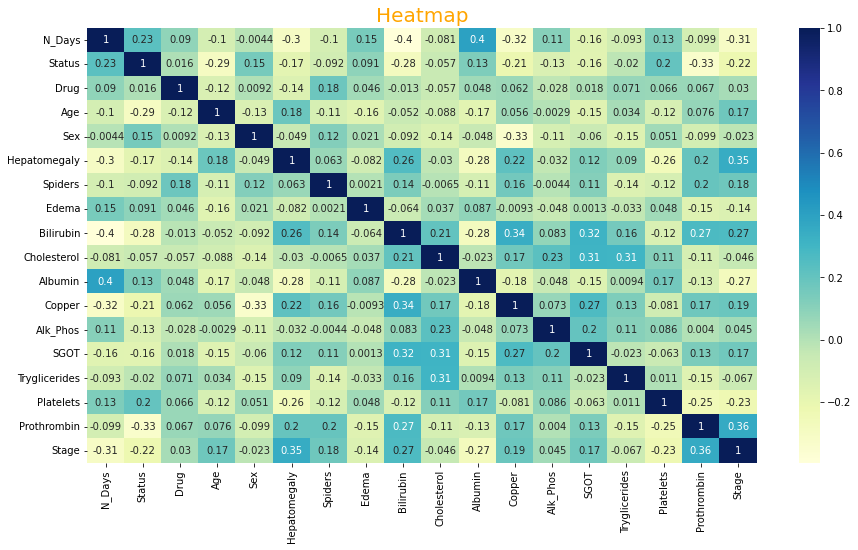 Heatmap
N_Days 1 0.23 0.09 -0.1 -0.0044 -0.3 -0.1 0.15 -0.4 -0.081 0.4 -0.32 0.11 -0.16 -0.093 0.13 -0.099 -0.31
Status 0.23 1 0.016 -0.29 0.15 -0.17 -0.092 0.091 -0.28 -0.057 0.13 -0.21 -0.13 -0.16 -0.02 0.2 -0.33 -0.22
Drug 0.09 0.016 1 -0.12 0.0092 -0.14 0.18 0.046 -0.013 -0.057 0.048 0.062 -0.028 0.018 0.071 0.066 0.067 0.03
Age -0.1 -0.29 -0.12 1 -0.13 0.18 -0.11 -0.16 -0.052 -0.088 -0.17 0.056 -0.0029 -0.15 0.034 -0.12 0.076 0.17
Sex -0.0044 0.15 0.0092 -0.13 1 -0.049 0.12 0.021 -0.092 -0.14 -0.048 -0.33 -0.11 -0.06 -0.15 0.051 -0.099 -0.023
Hepatomegaly -0.3 -0.17 -0.14 0.18 -0.049 1 0.063 -0.082 0.26 -0.03 -0.28 0.22 -0.032 0.12 0.09 -0.26 0.2 0.35
Spiders -0.1 -0.092 0.18 -0.11 0.12 0.063 1 0.0021 0.14 -0.0065 -0.11 0.16 -0.0044 0.11 -0.14 -0.12 0.2 0.18
Edema 0.15 0.091 0.046 -0.16 0.021 -0.082 0.0021 1 -0.064 0.037 0.087 -0.0093 -0.048 0.0013 -0.033 0.048 -0.15 -0.14
Bilirubin -0.4 -0.28 -0.013 -0.052 -0.092 0.26 0.14 -0.064 1 0.21 -0.28 0.34 0.083 0.32 0.16 -0.12 0.27 0.27
Cholesterol -0.081 -0.057 -0.057 -0.088 -0.14 -0.03 -0.0065 0.037 0.21 1 -0.023 0.17 0.23 0.31 0.31 0.11 -0.11 -0.046
Albumin 0.4 0.13 0.048 -0.17 -0.048 -0.28 -0.11 0.087 -0.28 -0.023 1 -0.18 -0.048 -0.15 0.0094 0.17 -0.13 -0.27
Copper -0.32 -0.21 0.062 0.056 -0.33 0.22 0.16 -0.0093 0.34 0.17 -0.18 1 0.073 0.27 0.13 -0.081 0.17 0.19
Alk_Phos 0.11 -0.13 -0.028 -0.0029 -0.11 -0.032 -0.0044 -0.048 0.083 0.23 -0.048 0.073 1 0.2 0.11 0.086 0.004 0.045
SGOT -0.16 -0.16 0.018 -0.15 -0.06 0.12 0.11 0.0013 0.32 0.31 -0.15 0.27 0.2 1 -0.023 -0.063 0.13 0.17
Tryglicerides -0.093 -0.02 0.071 0.034 -0.15 0.09 -0.14 -0.033 0.16 0.31 0.0094 0.13 0.11 -0.023 1 0.011 -0.15 -0.067
Platelets 0.13 0.2 0.066 -0.12 0.051 -0.26 -0.12 0.048 -0.12 0.11 0.17 -0.081 0.086 -0.063 0.011 1 -0.25 -0.23
Prothrombin -0.099 -0.33 0.067 0.076 -0.099 0.2 0.2 -0.15 0.27 -0.11 -0.13 0.17 0.004 0.13 -0.15 -0.25 1 0.36
Stage -0.31 -0.22 0.03 0.17 -0.023 0.35 0.18 -0.14 0.27 -0.046 -0.27 0.19 0.045 0.17 -0.067 -0.23 0.36 1
N_Days Status Drug Age Sex Hepatomegaly Spiders Edema Bilirubin Cholesterol Albumin Copper Alk_Phos SGOT Tryglicerides Platelets Prothrombin Stage
1.0
0.8
0.6
0.4
0.2
0.0
−0.2